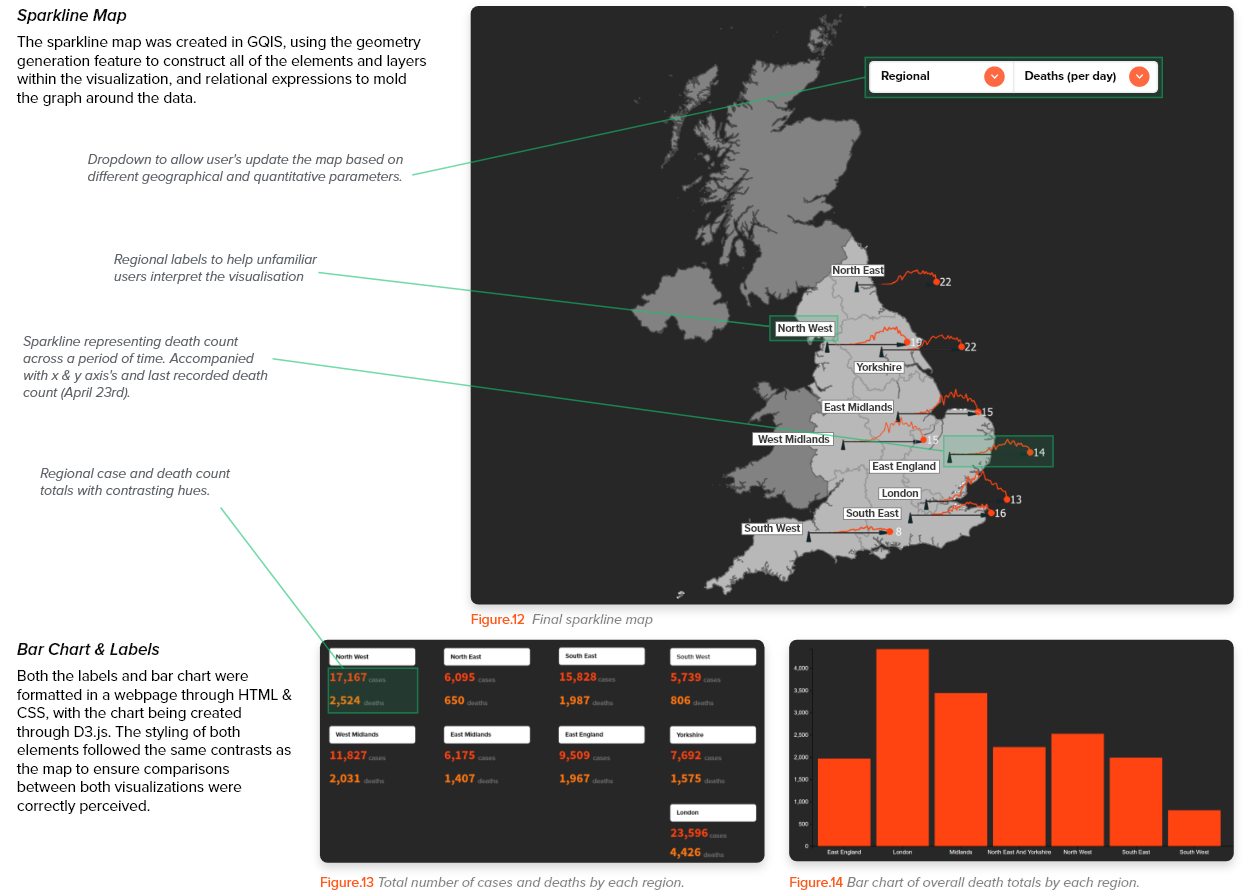 Sparkline Map
The sparkline map was created in GQIS, using the geometry
generation feature to construct all of the elements and layers
within the visualization, and relational expressions to mold
the graph around the data.
Dropdown to allow user's update the map based on
different geographical and quantitative parameters.
Regional labels to help unfamiliar
users interpret the visualisation
Sparkline representing death count
across a period of time. Accompanied
with x & y axis's and last recorded death
count (April 23rd).
Regional case and death count
totals with contrasting hues.
Regional
Deaths (per day)
North East
22
North West
19
22
Yorkshire
East Midlands
15
West Midlands
15
14
East England
London
13
South East
16
South West
8
Figure.12 Final sparkline map
Bar Chart & Labels
Both the labels and bar chart were
formatted in a webpage through HTML &
CSS, with the chart being created
through D3.js. The styling of both
elements followed the same contrasts as
the map to ensure comparisons
between both visualizations were
correctly perceived.
North West
17,167 cases
2,524 deaths
North East
6,095 cases
650 deaths
South East
15,828 cases
1,987 deaths
South West
5,739 cases
806 deaths
West Midlands
11,827 cases
2,031 deaths
East Midlands
6,175 cases
1,407 deaths
East England
9,509 cases
1,967 deaths
Yorkshire
7,692 cases
1,575 deaths
London
23,596 cases
4,426 deaths
Figure.13 Total number of cases and deaths by each region.
4,000
3,500
3,000
2,500
2,000
1,500
1,000
500
0
East England
London
Midlands
North East And Yorkshire
North West
South East
South West
Figure.14 Bar chart of overall death totals by each region.